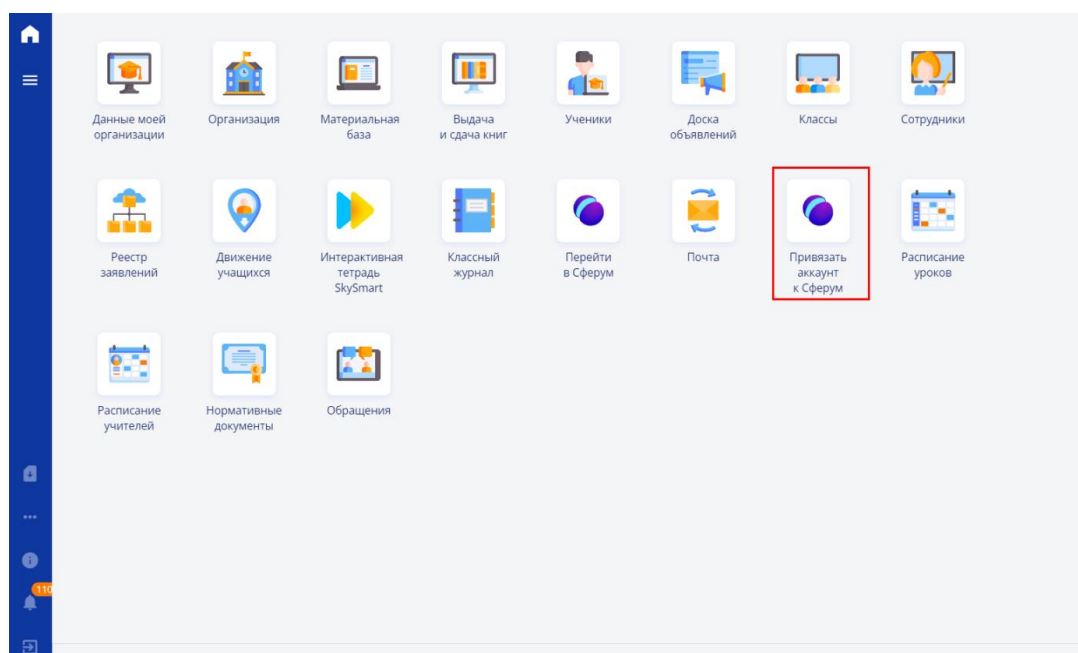 Данные моей
организации
Организация
Материальная
база
Выдача
и сдача книг
Ученики
Доска
объявлений
Классы
Сотрудники
Реестр
заявлений
Движение
учащихся
Интерактивная
тетрадь
SkySmart
Классный
журнал
Перейти
в Сферум
Почта
Привязать
аккаунт
к Сферум
Расписание
уроков
Расписание
учителей
Нормативные
документы
Обращения
110